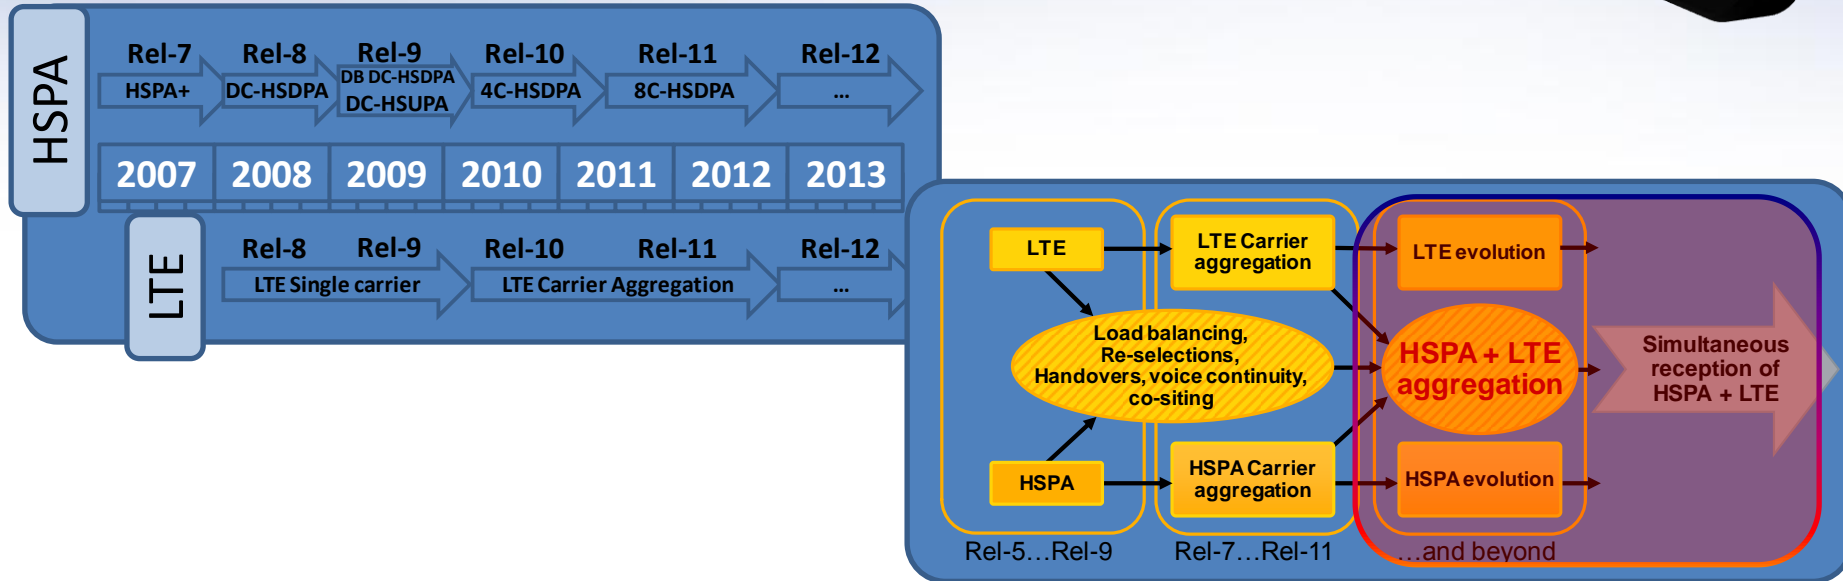 HSPA
Rel-7 Rel-8 Rel-9 Rel-10 Rel-11 Rel-12
HSPA+ DC-HSDPA DB DC-HSDPA 4C-HSDPA 8C-HSDPA ...
DC-HSUPA
2007 2008 2009 2010 2011 2012 2013
LTE
Rel-8 Rel-9 Rel-10 Rel-11 Rel-12
LTE Single carrier LTE Carrier Aggregation ...
LTE
LTE Carrier
aggregation
LTE evolution
Load balancing,
Re-selections,
Handovers, voice continuity,
co-siting
HSPA + LTE
aggregation
Simultaneous
reception of
HSPA + LTE
HSPA
HSPA Carrier
aggregation
HSPA evolution
Rel-5...Rel-9 Rel-7...Rel-11 ...and beyond